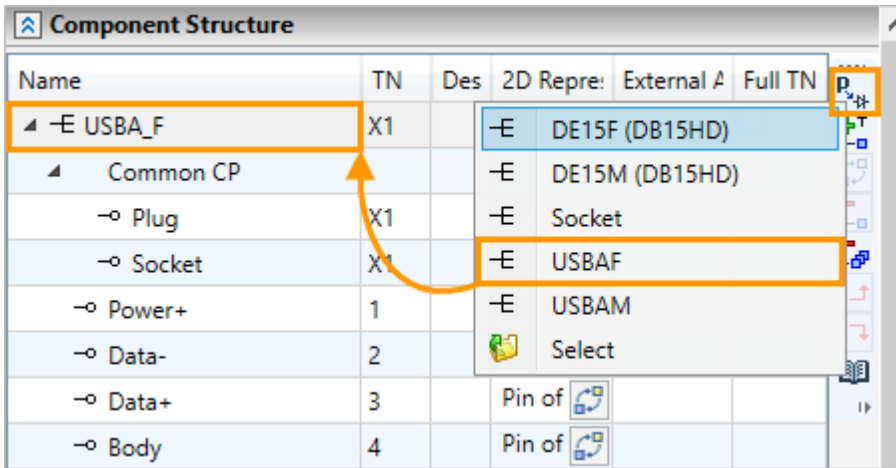 Component Structure
Name TN Des 2D Repre: External A Full TN
USBA_F X1
DE15F (DB15HD)
Common CP
DE15M (DB15HD)
Plug X1
Socket
Socket X1
USBAF
Power+ 1
USBAM
Data- 2
Select
Data+ 3 Pin of
Body 4 Pin of